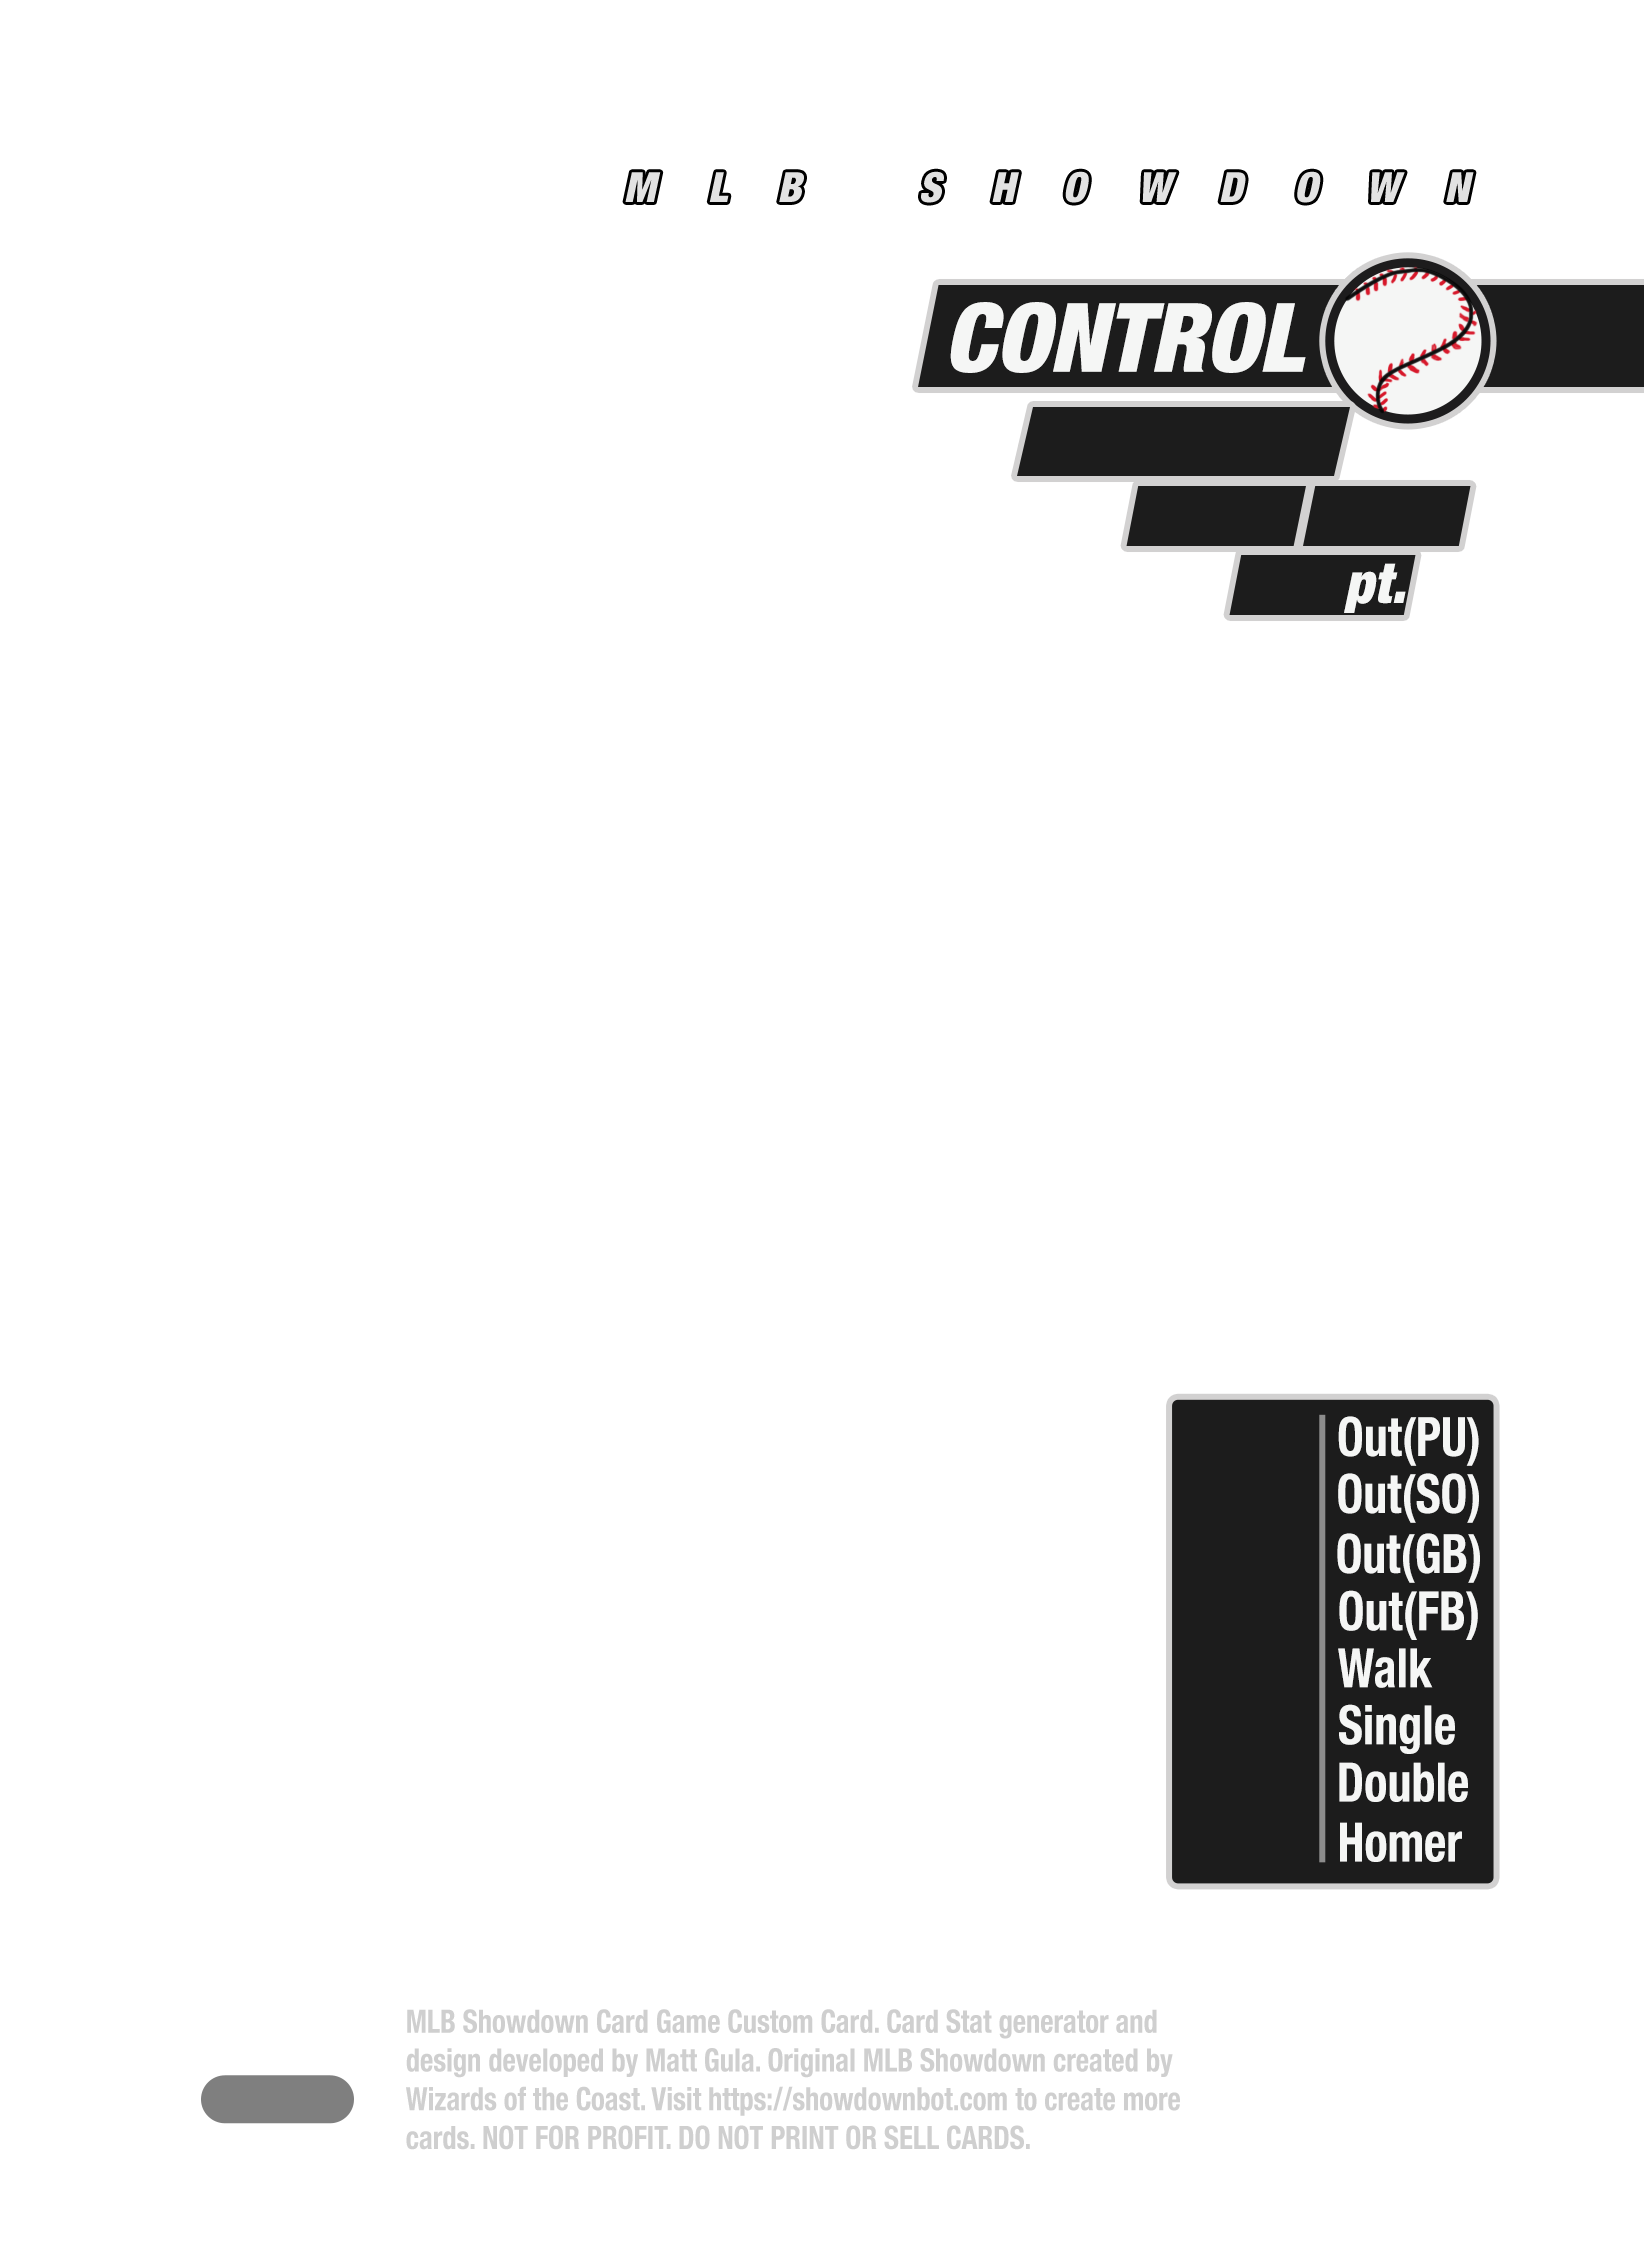 MLB SHOWDOWN
CONTROL
pt.
Out(PU)
Out(SO)
Out(GB)
Out(FB)
Walk
Single
Double
Homer
MLB Showdown Card Game Custom Card. Card Stat generator and
design developed by Matt Gula. Original MLB Showdown created by
Wizards of the Coast. Visit https://showdownbot.com to create more
cards. NOT FOR PROFIT. DO NOT PRINT OR SELL CARDS.